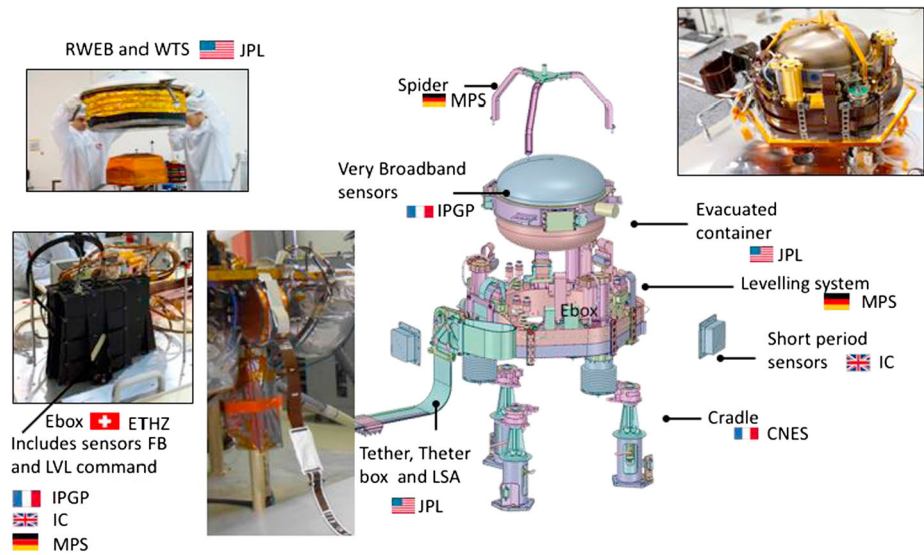 RWEB and WTS JPL
Spider
MPS
Very Broadband
sensors
IPGP
Evacuated
container
JPL
Levelling system
MPS
Ebox
Short period
sensors IC
Ebox ETHZ
Includes sensors FB
and LVL command
IPGP
IC
MPS
Tether, Theter
box and LSA
JPL
Cradle
CNES